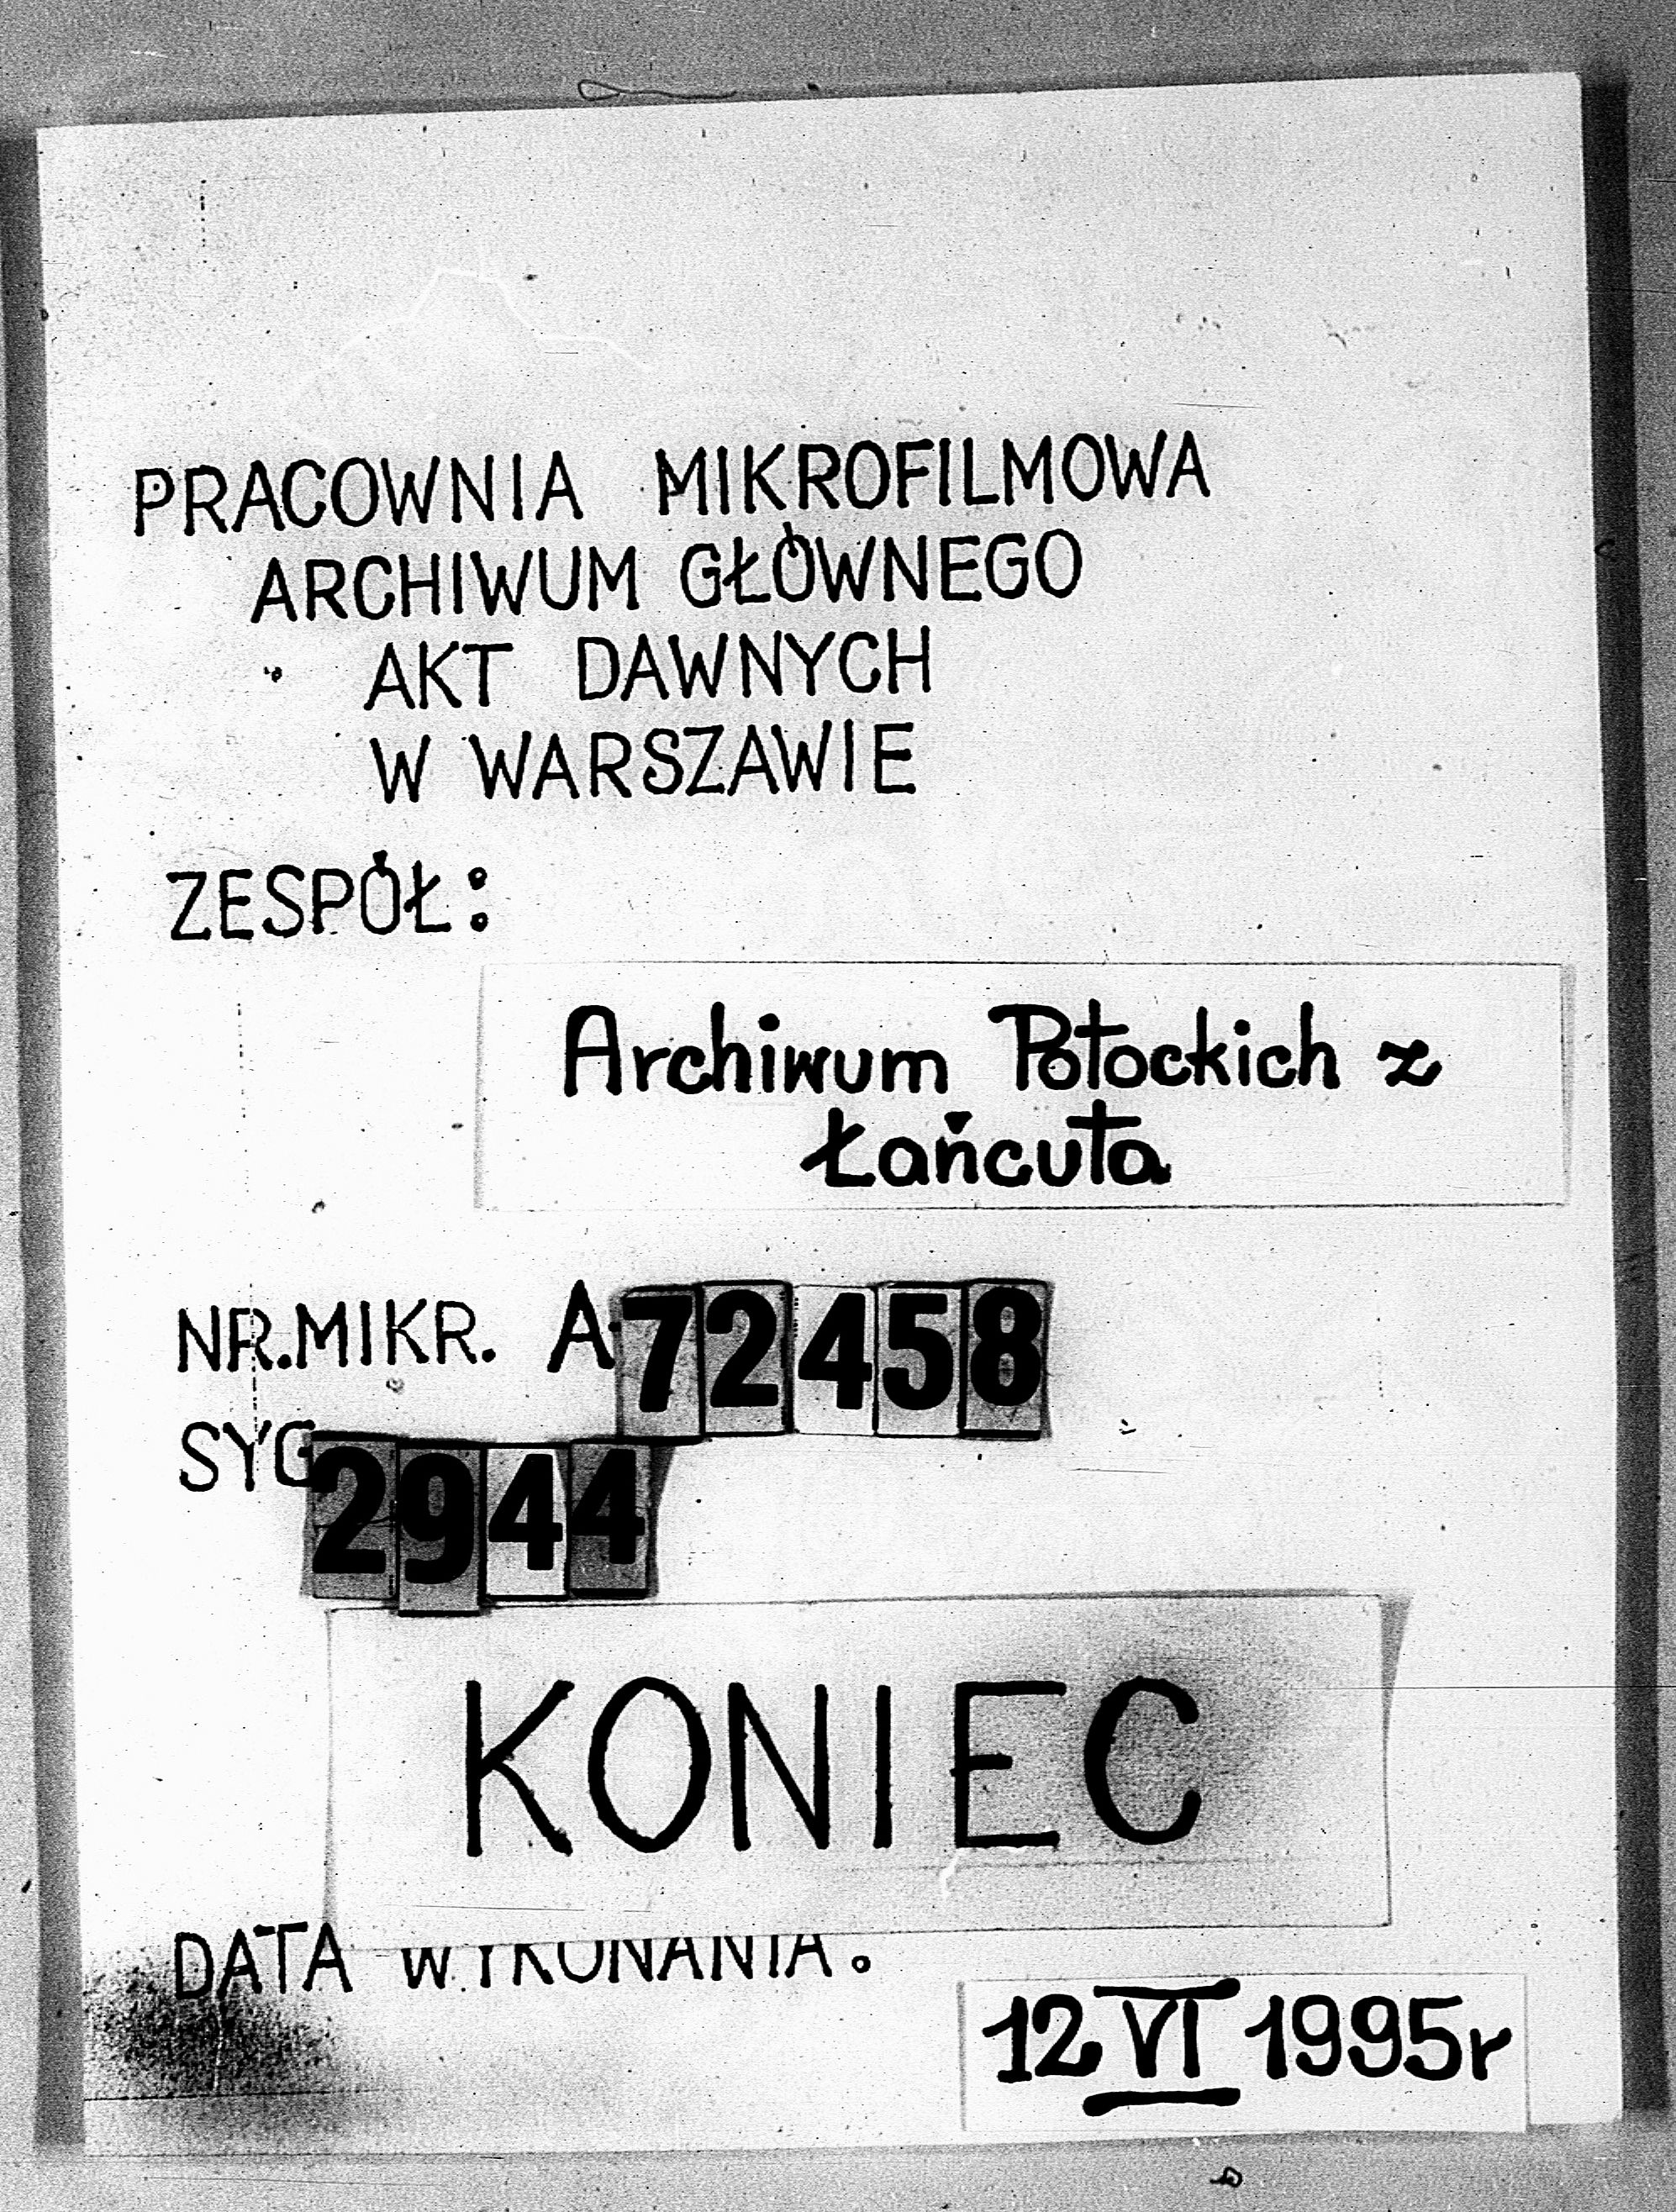 PRACOWNIA MIKROFILMOWA
ARCHIWUM GŁÓWNEGO
AKT DAWNYCH
W WARSZAWIE
ZESPÓŁ:
Archiwum Potockich z
Łańcuta
NR.MIKR. A-72458
SYG 2944
KONIEC
DATA WYKONANIA:
12 VI 1995r